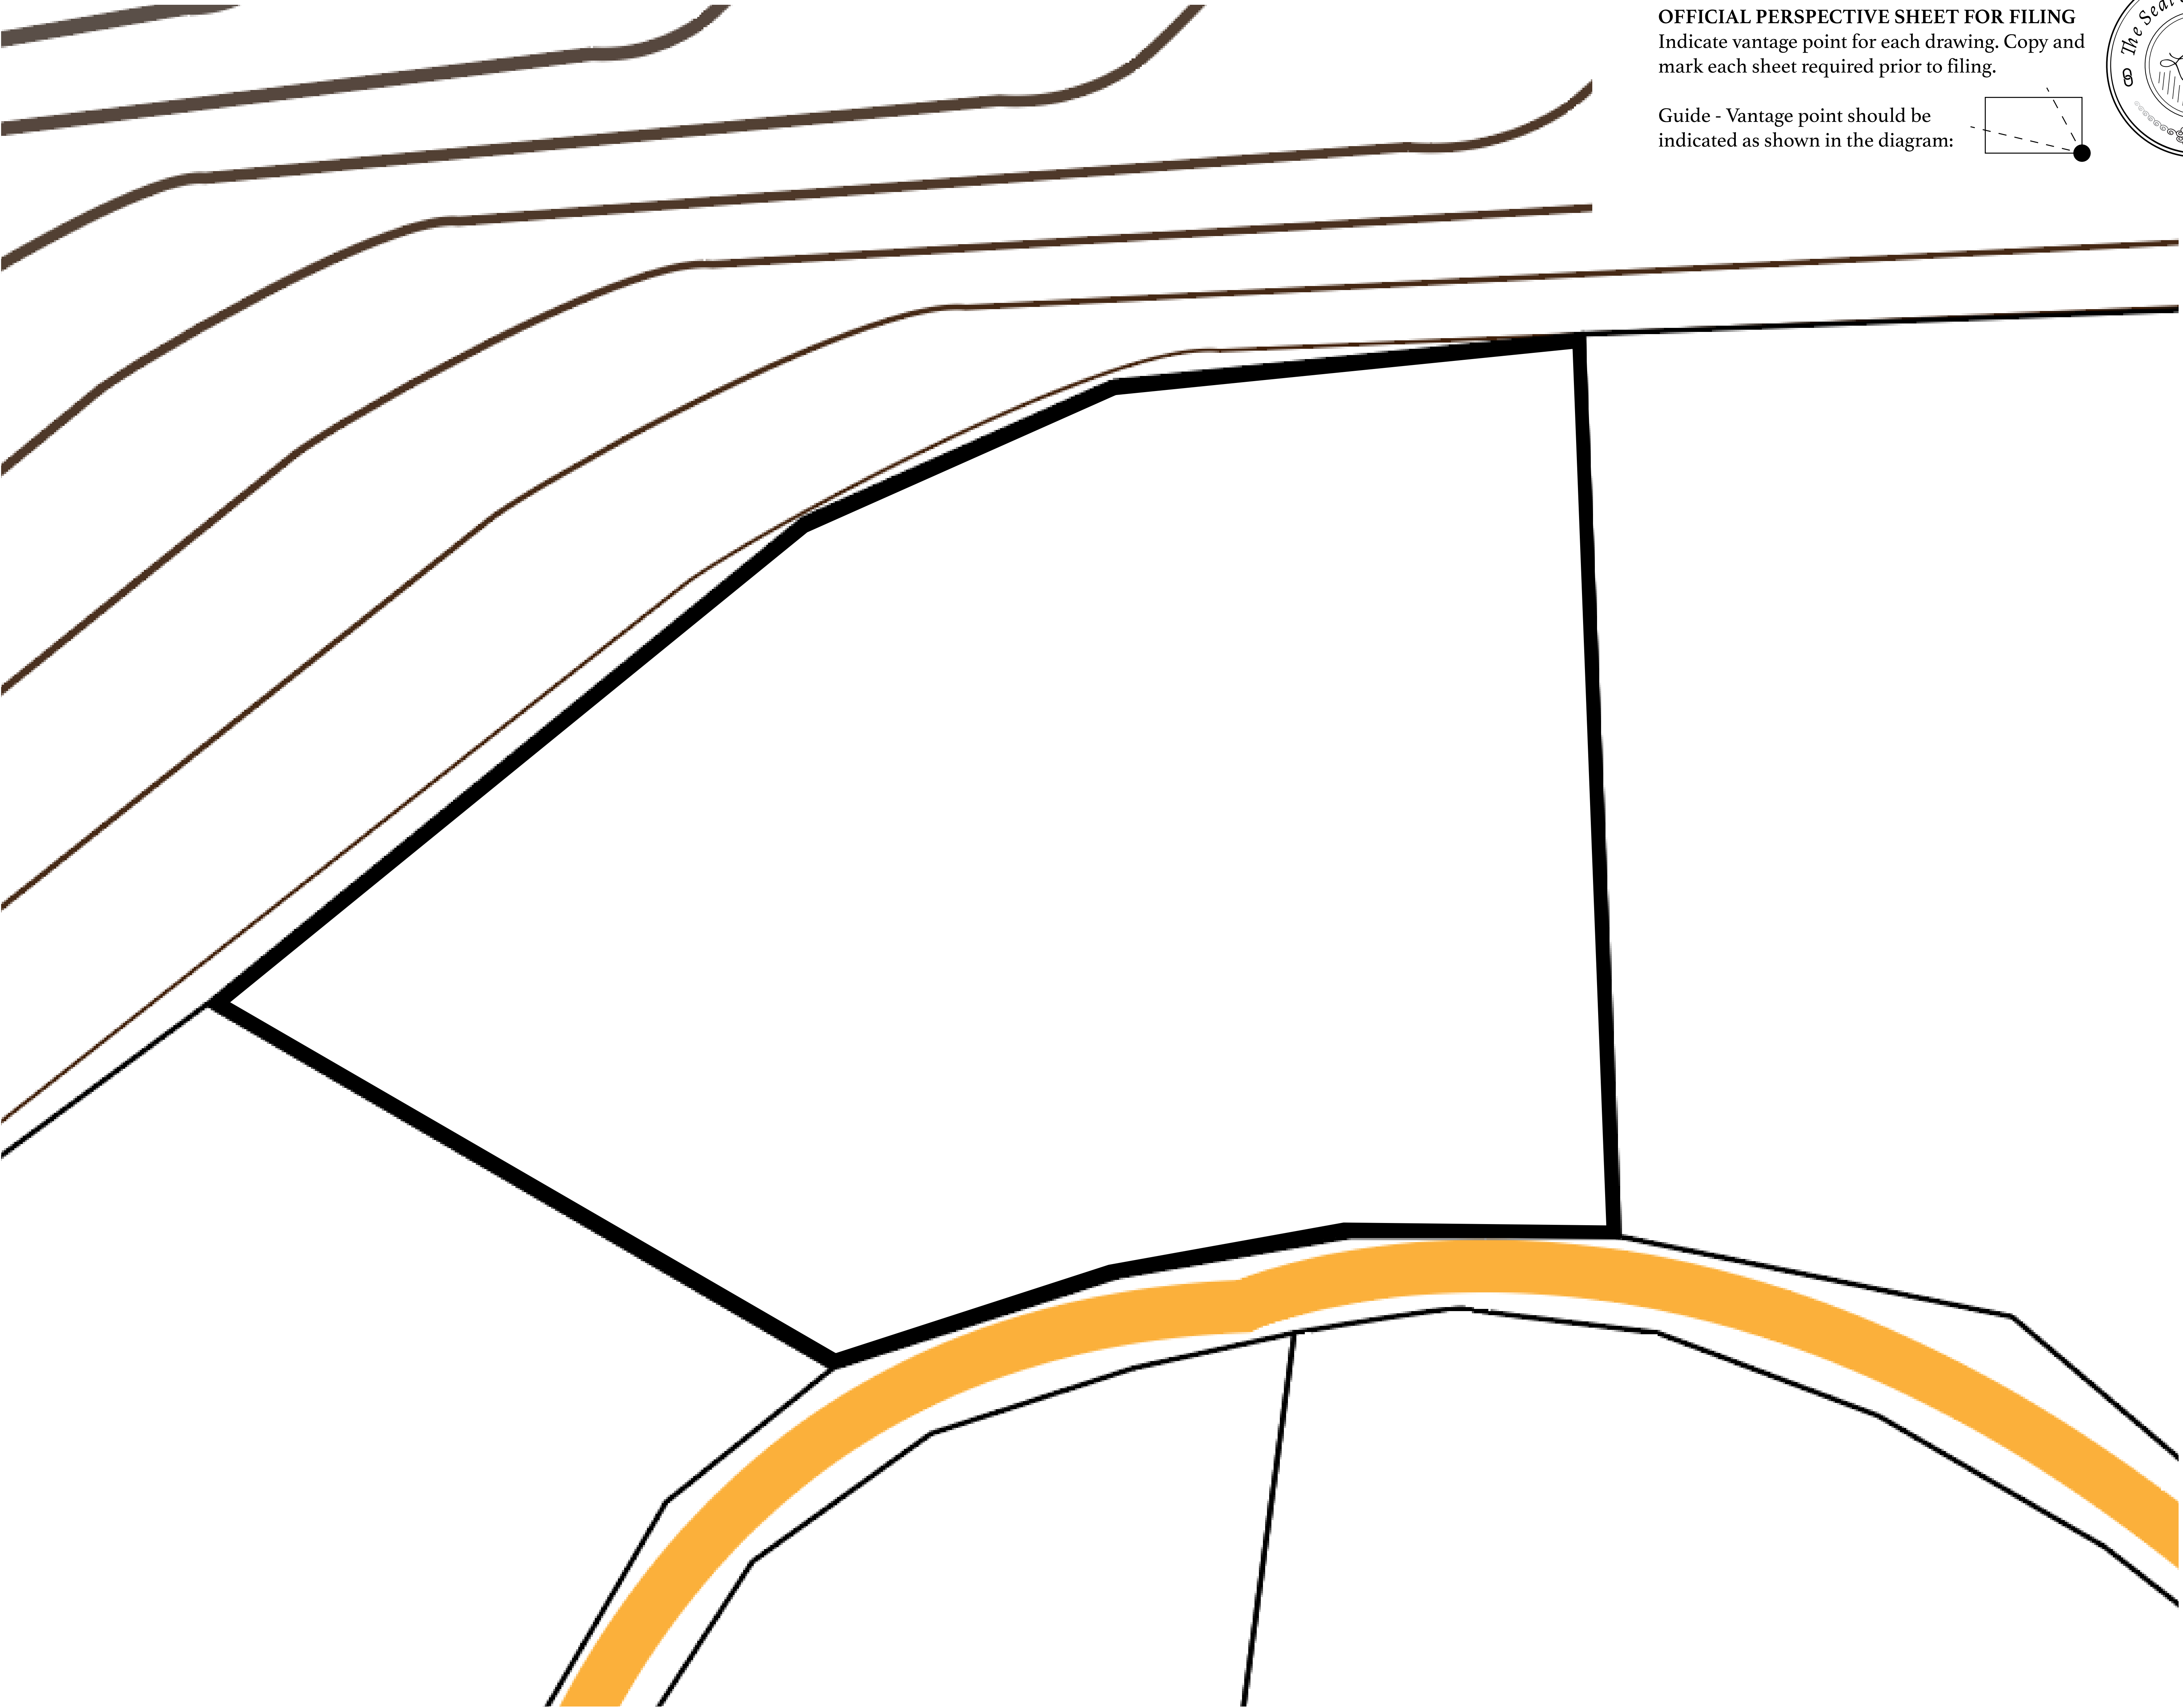 OFFICIAL PERSPECTIVE SHEET FOR FILING
Indicate vantage point for each drawing. Copy and
mark each sheet required prior to filing.
Guide - Vantage point should be
indicated as shown in the diagram:
The Seal